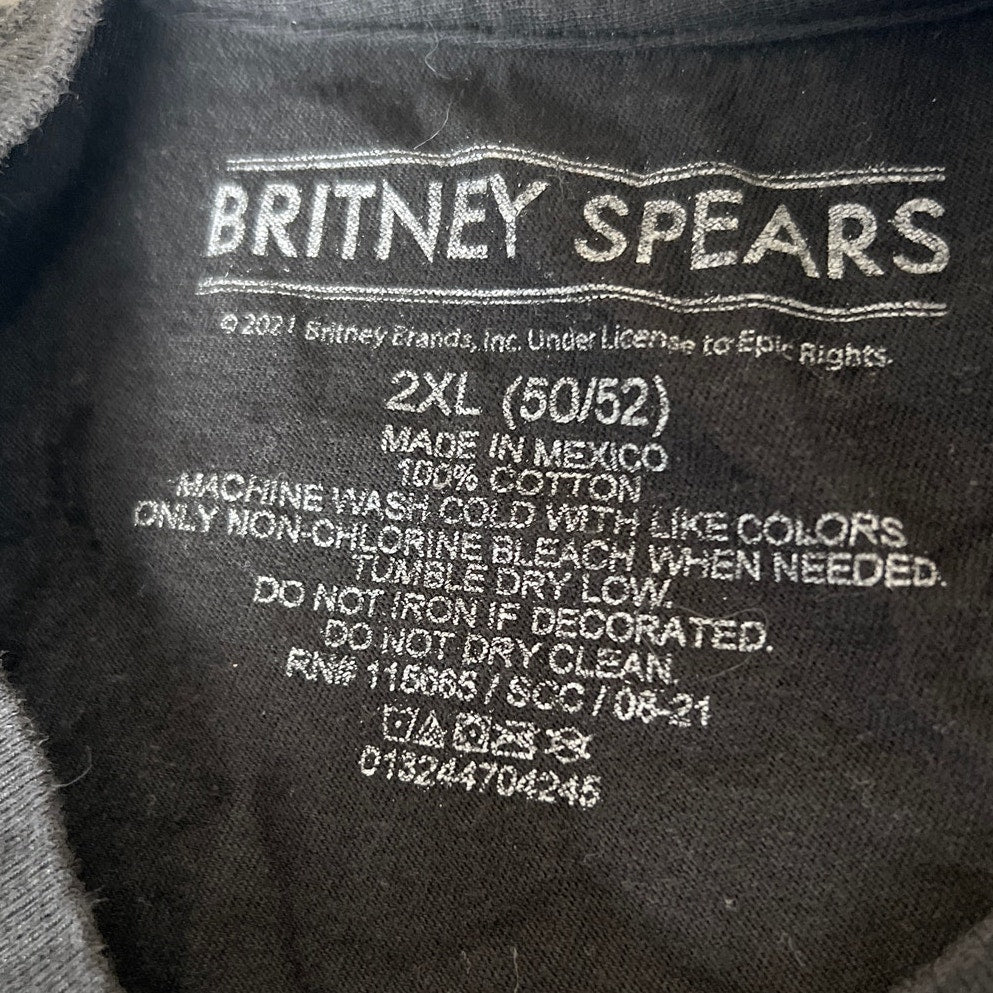 BRITNEY SPEARS
©2021 Britney Brands, Inc. Under License to Epic Rights.
2XL (50/52)
MADE IN MEXICO
100% COTTON
MACHINE WASH COLD WITH LIKE COLORS
ONLY NON-CHLORINE BLEACH, WHEN NEEDED.
TUMBLE DRY LOW.
DO NOT IRON IF DECORATED.
DO NOT DRY CLEAN.
RN# 115665 / SCC / 08-21
013244704245